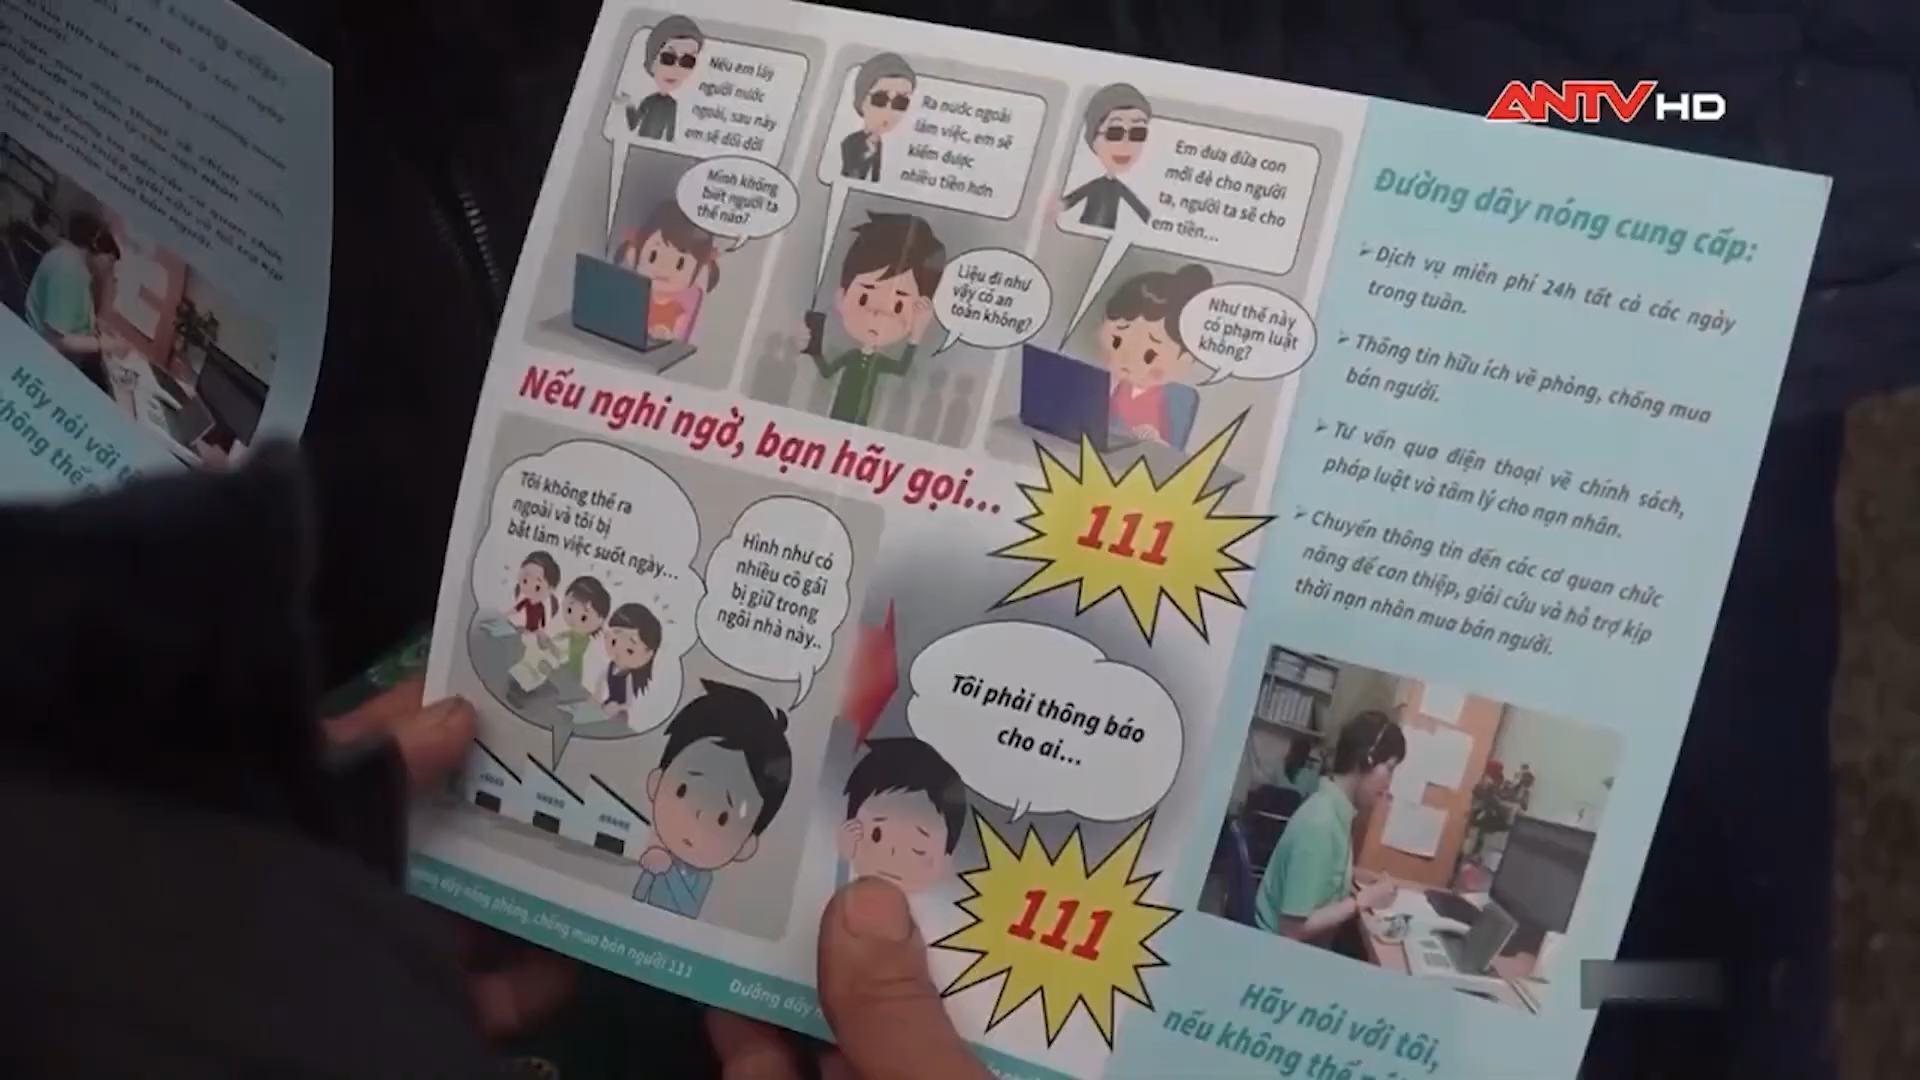 ANTV HD
Nếu em lấy
người nước
ngoài, sau này
em sẽ đổi đời
Mình không
biết người ta
thế nào?
Ra nước ngoài
làm việc, em sẽ
kiếm được
nhiều tiền hơn
Liệu đi như
vậy có an
toàn không?
Em đưa đứa con
mới đẻ cho người
ta, người ta sẽ cho
em tiền...
Như thế này
có phạm luật
không?
Nếu nghi ngờ, bạn hãy gọi...
111
Tôi không thể ra
ngoài và tôi bị
bắt làm việc suốt ngày...
Hình như có
nhiều cô gái
bị giữ trong
ngôi nhà này..
Tôi phải thông báo
cho ai...
111
dây nóng phòng, chống mua bán người 111
Đường dây
Đường dây nóng cung cấp:
➢ Dịch vụ miễn phí 24h tất cả các ngày
trong tuần.
➢ Thông tin hữu ích về phòng, chống mua
bán người.
➢ Tư vấn qua điện thoại về chính sách,
pháp luật và tâm lý cho nạn nhân.
➢ Chuyển thông tin đến các cơ quan chức
năng để can thiệp, giải cứu và hỗ trợ kịp
thời nạn nhân mua bán người.
Hãy nói với tôi,
nếu không thể
Hãy nói với
không thể